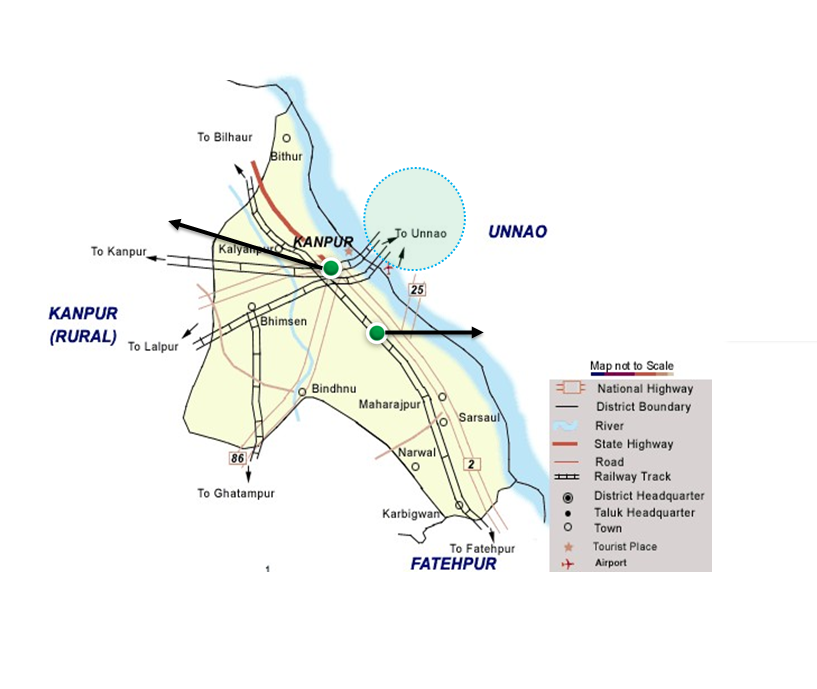 To Bilhaur
Bithur
To Unnao
UNNAO
KANPUR
Kalyanpur
To Kanpur
25
KANPUR
(RURAL)
Bhimsen
To Lalpur
Map not to Scale
National Highway
District Boundary
River
State Highway
Road
Railway Track
District Headquarter
Taluk Headquarter
Town
Tourist Place
Airport
Bindhnu
Maharajpur
Sarsaul
Narwal
86
2
To Ghatampur
Karbigwan
To Fatehpur
FATEHPUR
1